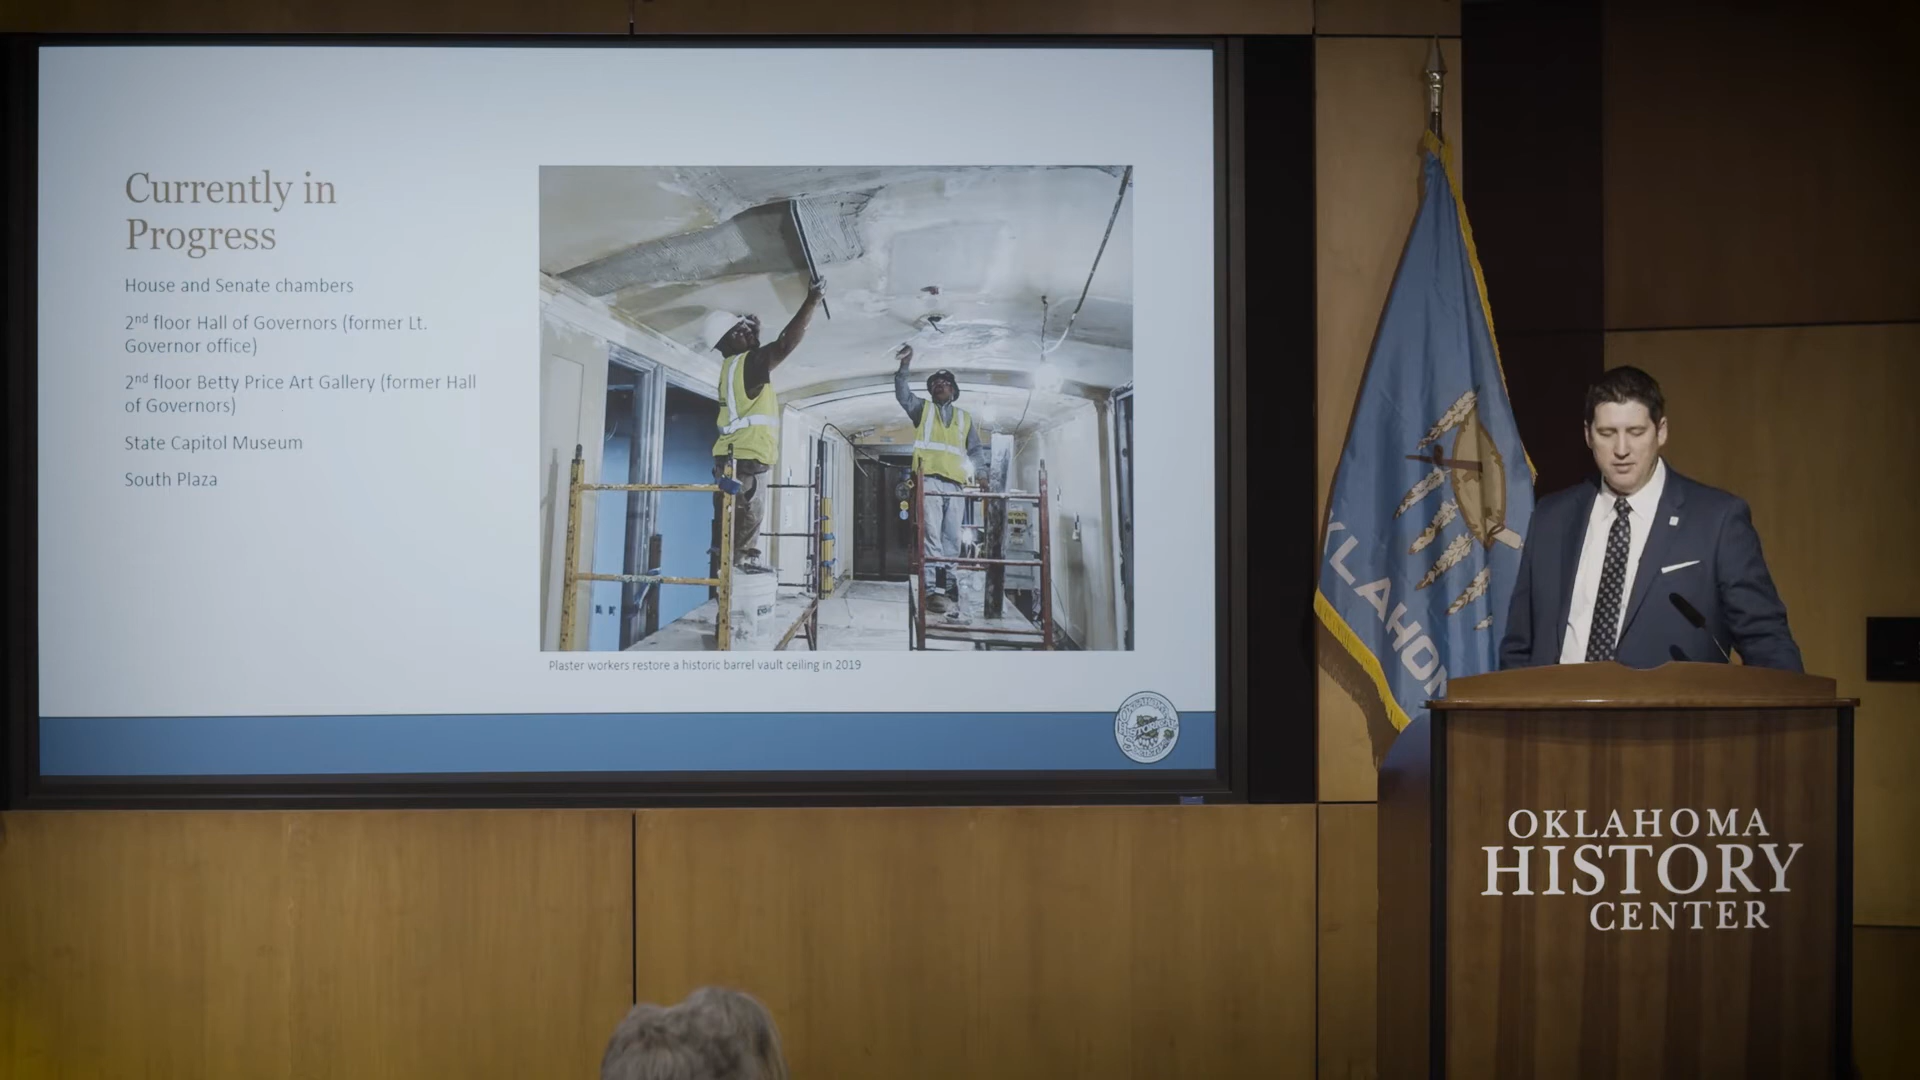 Currently in
Progress
House and Senate chambers
2nd floor Hall of Governors (former Lt.
Governor office)
2nd floor Betty Price Art Gallery (former Hall
of Governors)
State Capitol Museum
South Plaza
Plaster workers restore a historic barrel vault ceiling in 2019
KLAHO
OKLAHOMA
HISTORY
CENTER